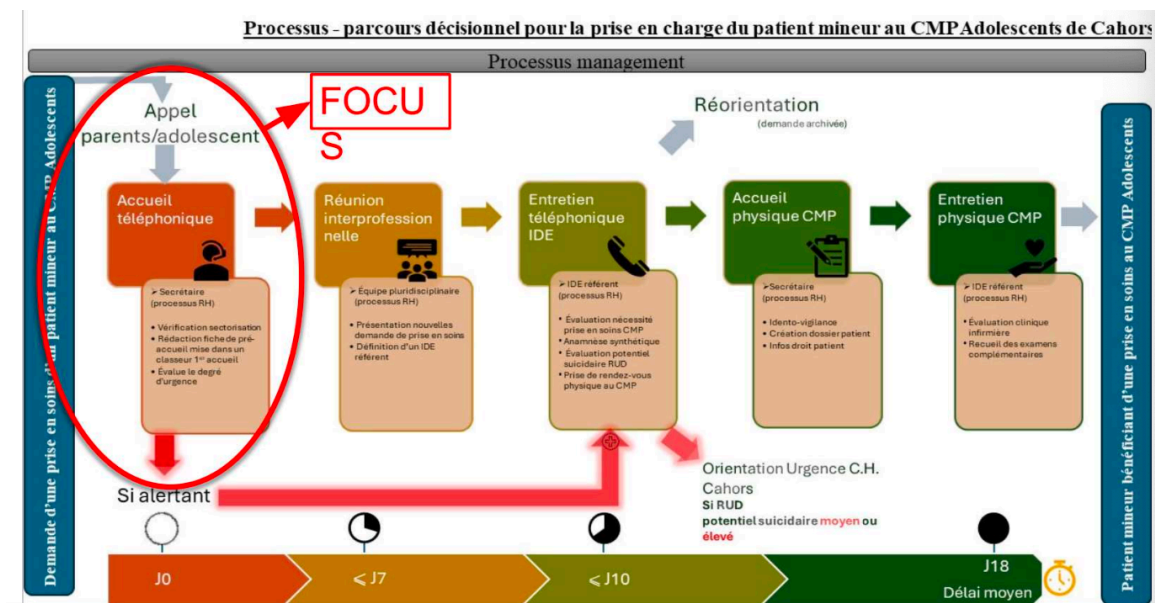 Processus - parcours décisionnel pour la prise en charge du patient mineur au CMP Adolescents de Cahors
Processus management
Demande d'une prise en soins d'un patient mineur au CMP Adolescents
Appel
parents/adolescent
FOCU
S
Réorientation
(demande archivée)
Accueil
téléphonique
➢ Secrétaire
(processus RH)
• Vérification sectorisation
• Rédaction fiche de pré-
accueil mise dans un
classeur 1er accueil
• Évalue le degré
d'urgence
Réunion
interprofession
nelle
➢ Équipe pluridisciplinaire
(processus RH)
• Présentation nouvelles
demande de prise en soins
• Définition d'un IDE
référent
Entretien
téléphonique
IDE
➢ IDE référent
(processus RH)
• Évaluation nécessité
prise en soins CMP
• Anamnèse synthétique
• Évaluation potentiel
suicidaire RUD
• Prise de rendez-vous
physique au CMP
Accueil
physique CMP
➢Secrétaire
(processus RH)
• Idento-vigilance
• Création dossier patient
• Infos droit patient
Entretien
physique CMP
➢ IDE référent
(processus RH)
• Évaluation clinique
infirmière
• Recueil des examens
complémentaires
Patient mineur bénéficiant d'une prise en soins au CMP Adolescents
Si alertant
Orientation Urgence C.H.
Cahors
Si RUD
potentiel suicidaire moyen ou
élevé
J0
⩽ J7
⩽ J10
J18
Délai moyen